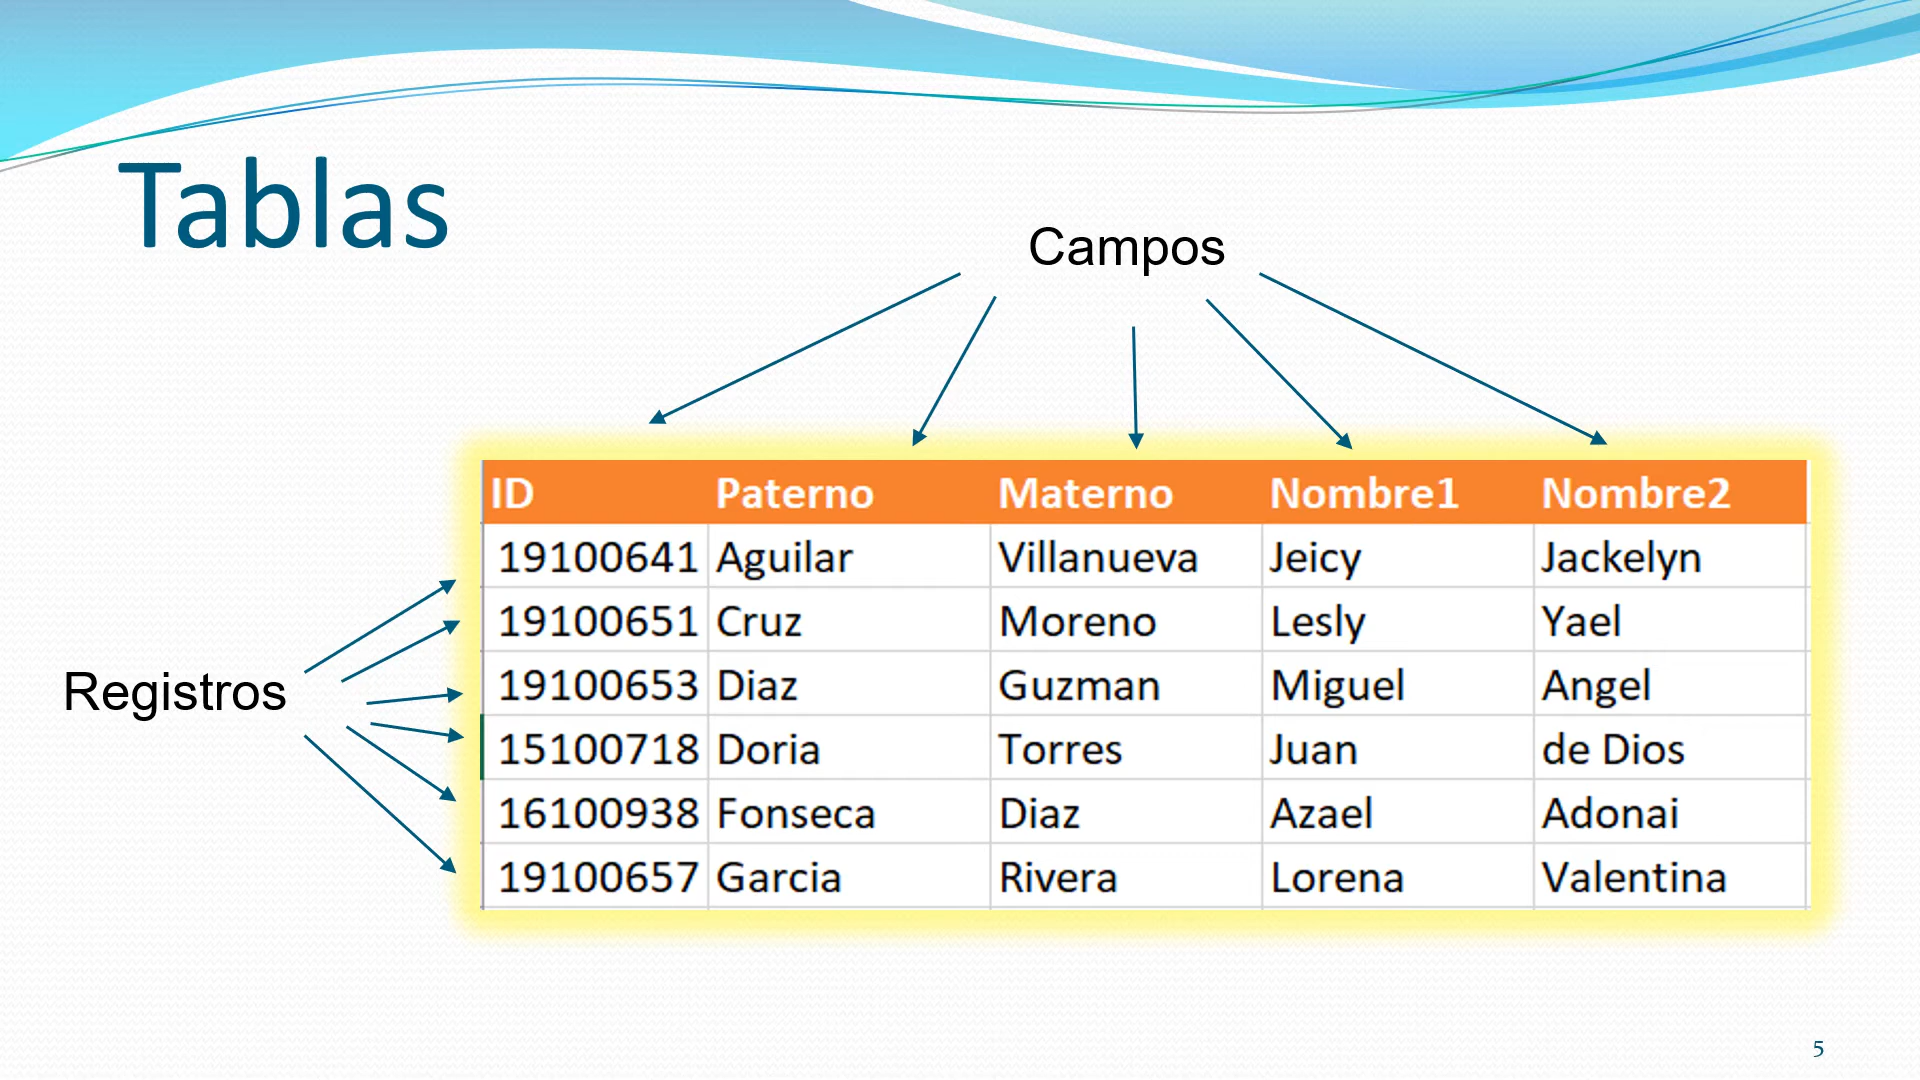 Tablas
Campos
ID Paterno Materno Nombre1 Nombre2
19100641 Aguilar Villanueva Jeicy Jackelyn
19100651 Cruz Moreno Lesly Yael
Registros
19100653 Diaz Guzman Miguel Angel
15100718 Doria Torres Juan de Dios
16100938 Fonseca Diaz Azael Adonai
19100657 Garcia Rivera Lorena Valentina
5